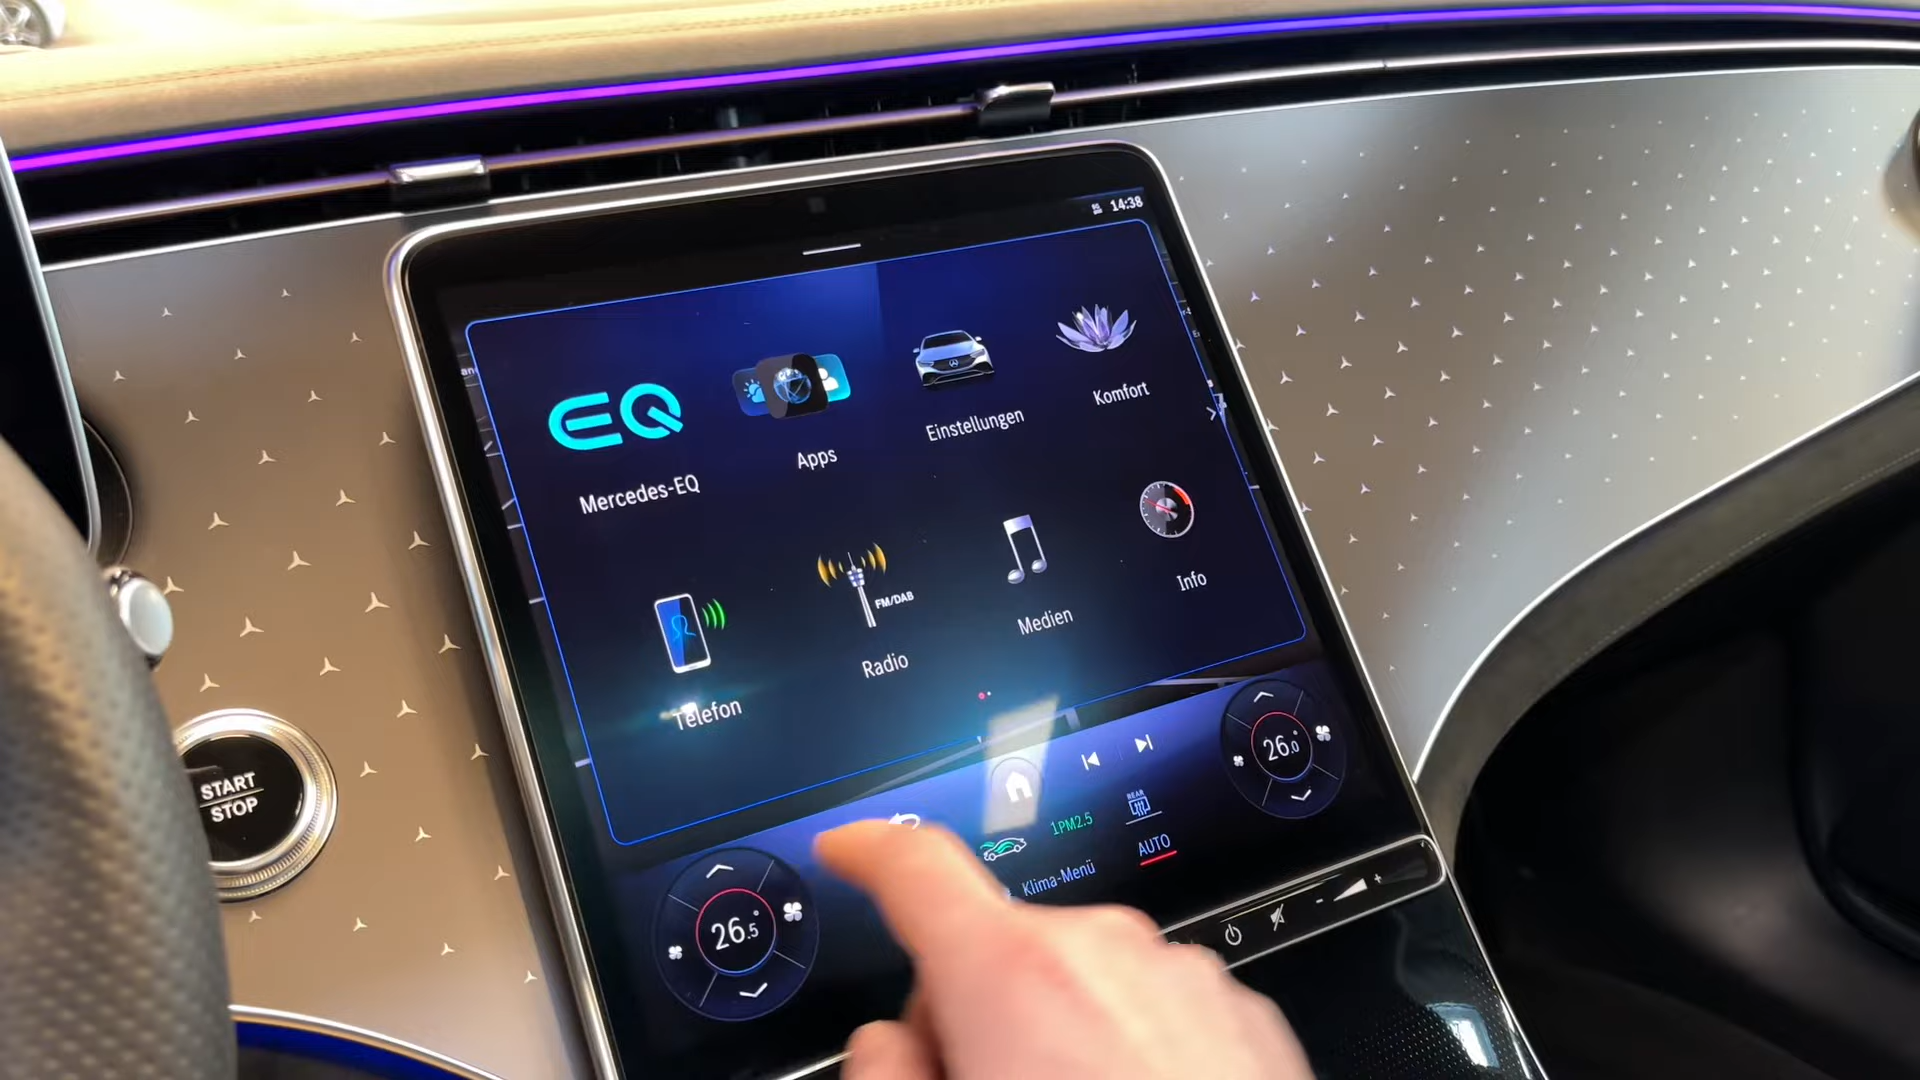 14:38
EQ
Mercedes-EQ
Apps
Einstellungen
Komfort
Telefon
FM/DAB
Radio
Medien
Info
START
STOP
26.5°
1PM2.5
Klima-Menü
REAR
AUTO
26.0°
- +